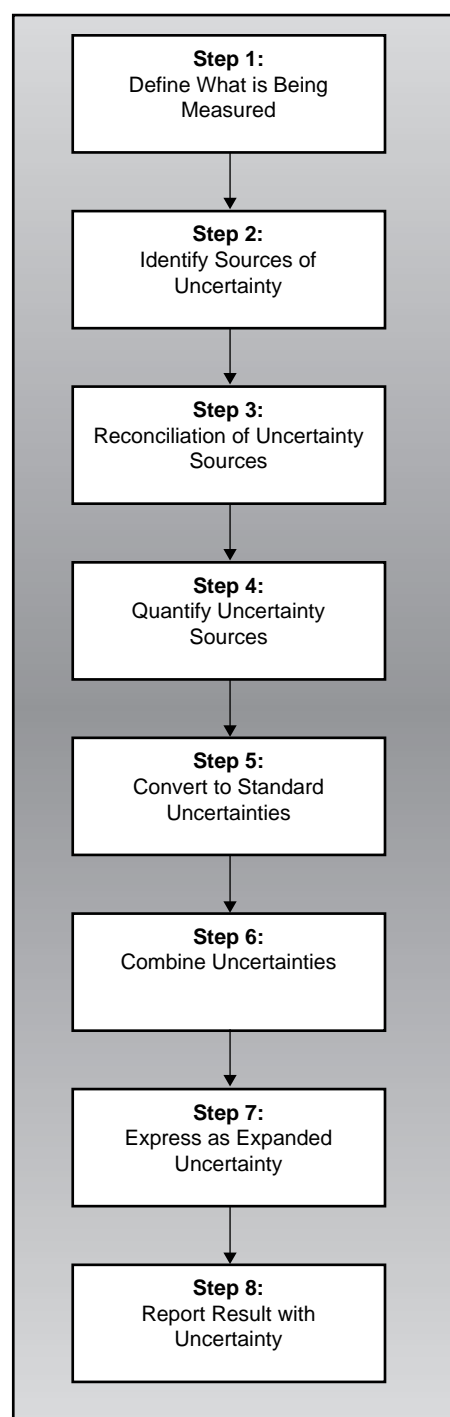 Step 1:
Define What is Being
Measured
Step 2:
Identify Sources of
Uncertainty
Step 3:
Reconciliation of Uncertainty
Sources
Step 4:
Quantify Uncertainty
Sources
Step 5:
Convert to Standard
Uncertainties
Step 6:
Combine Uncertainties
Step 7:
Express as Expanded
Uncertainty
Step 8:
Report Result with
Uncertainty